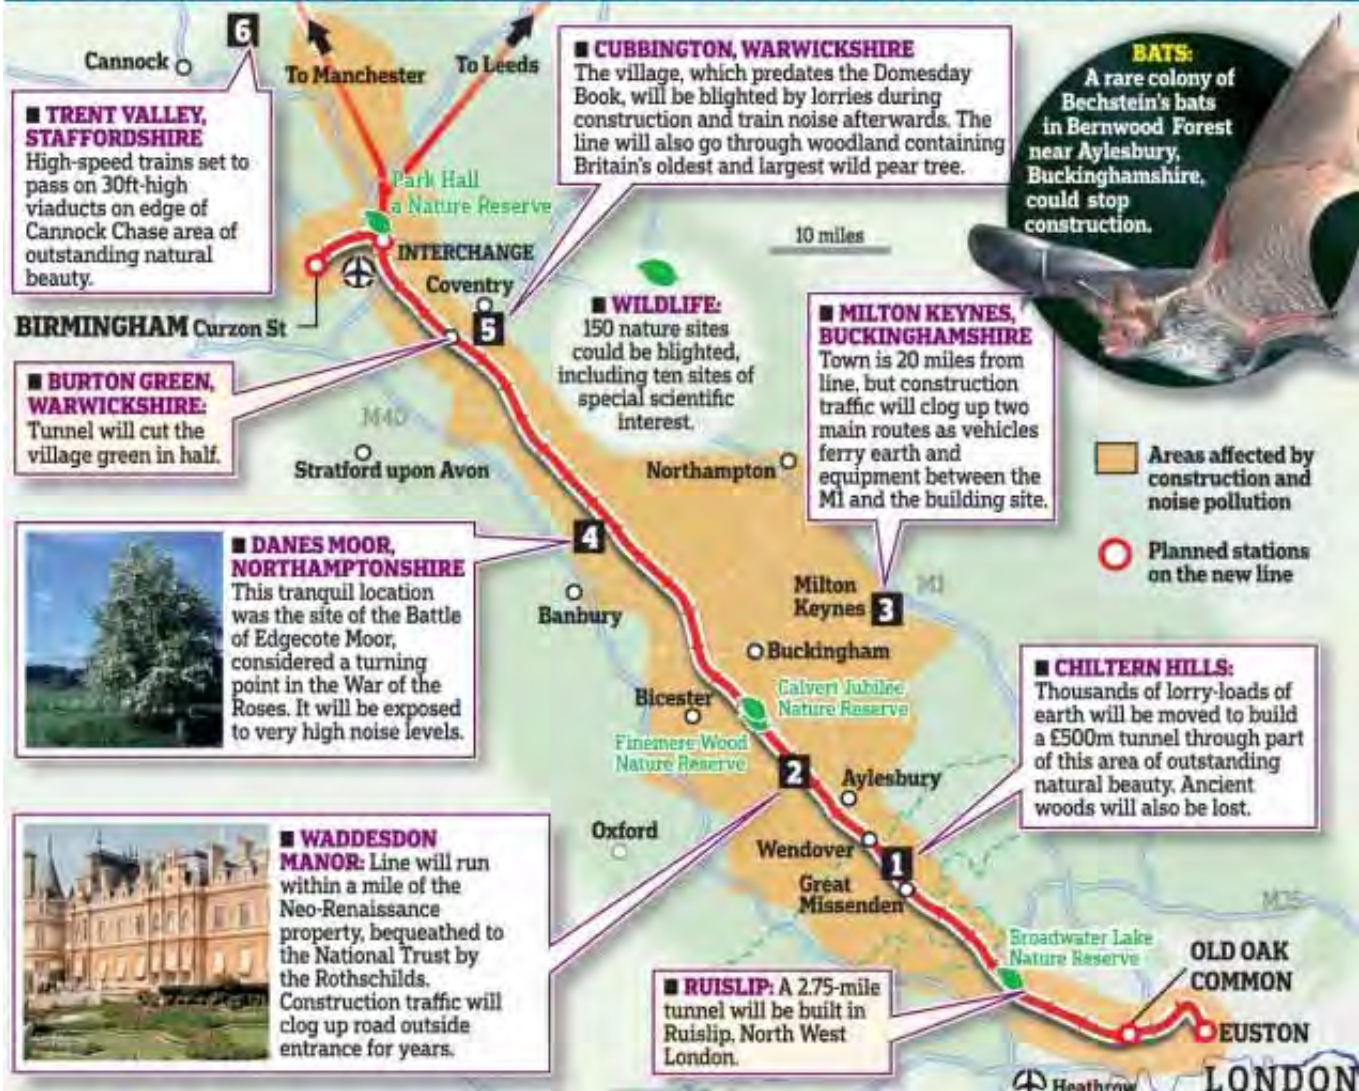 6
Cannock
To Manchester
To Leeds
■ TRENT VALLEY,
STAFFORDSHIRE
High-speed trains set to
pass on 30ft-high
viaducts on edge of
Cannock Chase area of
outstanding natural
beauty.
■ CUBBINGTON, WARWICKSHIRE
The village, which predates the Domesday
Book, will be blighted by lorries during
construction and train noise afterwards. The
line will also go through woodland containing
Britain's oldest and largest wild pear tree.
BATS:
A rare colony of
Bechstein's bats
in Bernwood Forest
near Aylesbury,
Buckinghamshire,
could stop
construction.
Park Hall
a Nature Reserve
10 miles
INTERCHANGE
Coventry
5
BIRMINGHAM Curzon St
■ WILDLIFE:
150 nature sites
could be blighted,
including ten sites of
special scientific
interest.
■ MILTON KEYNES,
BUCKINGHAMSHIRE
Town is 20 miles from
line, but construction
traffic will clog up two
main routes as vehicles
ferry earth and
equipment between the
M1 and the building site.
■ BURTON GREEN,
WARWICKSHIRE:
Tunnel will cut the
village green in half.
M40
Stratford upon Avon
Northampton
Areas affected by
construction and
noise pollution
Planned stations
on the new line
■ DANES MOOR,
NORTHAMPTONSHIRE
This tranquil location
was the site of the Battle
of Edgecote Moor,
considered a turning
point in the War of the
Roses. It will be exposed
to very high noise levels.
4
Banbury
Milton
Keynes 3
M1
Buckingham
Bicester
Calvert Jubilee
Nature Reserve
Finemere Wood
Nature Reserve
2
Aylesbury
■ CHILTERN HILLS:
Thousands of lorry-loads of
earth will be moved to build
a £500m tunnel through part
of this area of outstanding
natural beauty. Ancient
woods will also be lost.
■ WADDESDON
MANOR: Line will run
within a mile of the
Neo-Renaissance
property, bequeathed to
the National Trust by
the Rothschilds.
Construction traffic will
clog up road outside
entrance for years.
Oxford
Wendover
1
Great
Missenden
M25
Broadwater Lake
Nature Reserve
OLD OAK
COMMON
■ RUISLIP: A 2.75-mile
tunnel will be built in
Ruislip, North West
London.
EUSTON
Heathrow
LONDON